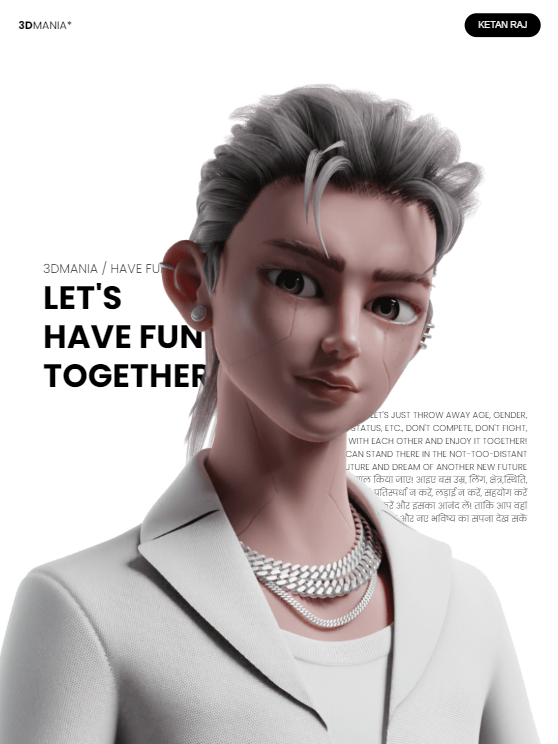 3DMANIA*
KETAN RAJ
3DMANIA / HAVE FU
LET'S
HAVE FUN
TOGETHER
LET'S JUST THROW AWAY AGE, GENDER,
STATUS, ETC., DON'T COMPETE, DON'T FIGHT,
WITH EACH OTHER AND ENJOY IT TOGETHER!
CAN STAND THERE IN THE NOT-TOO-DISTANT
UTURE AND DREAM OF ANOTHER NEW FUTURE
किया जाए! आइए बस उम्र, लिंग, क्षेत्र,स्थिति,
प्रतिस्पर्धा न करें, लड़ाई न करें, सहयोग करें
करें और इसका आनंद लें! ताकि आप वहां
और नए भविष्य का सपना देख सकें